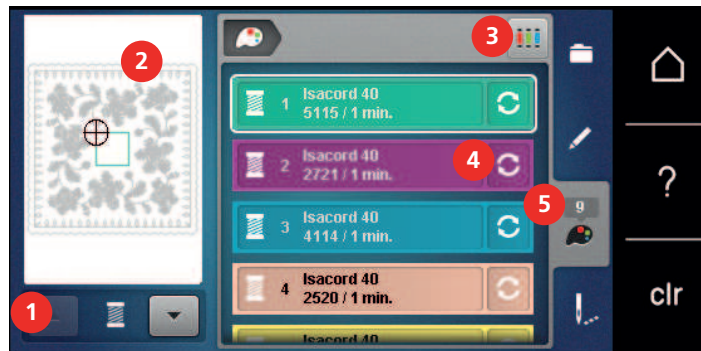 2
3
1 Isacord 40
5115 / 1 min.
2 Isacord 40
2721 / 1 min.
4
?
5
9
3 Isacord 40
4114 / 1 min.
4 Isacord 40
2520 / 1 min.
1
clr
Isacord 40